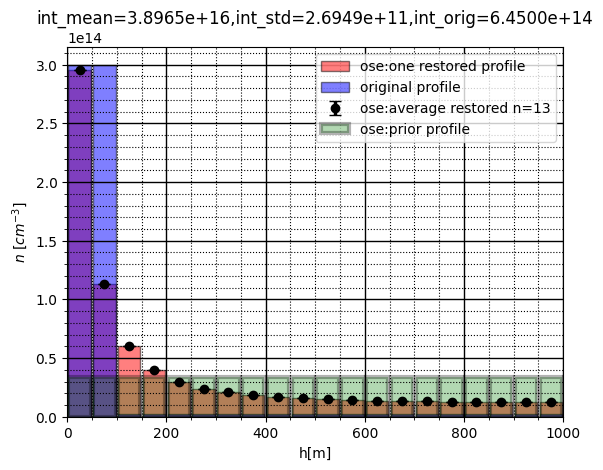 int_mean=3.8965e+16,int_std=2.6949e+11,int_orig=6.4500e+14
1e14
ose:one restored profile
original profile
ose:average restored n=13
ose:prior profile
3.0
2.5
2.0
1.5
1.0
0.5
0.0
n [cm⁻³]
0 200 400 600 800 1000
h[m]